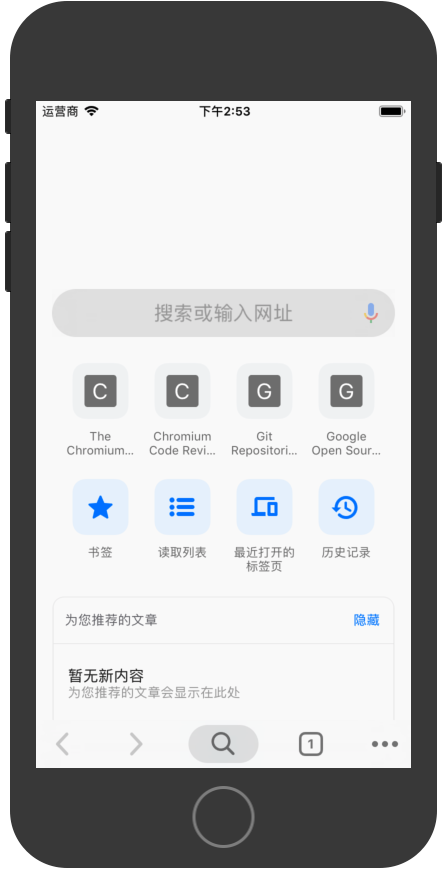 运营商 下午2:53
搜索或输入网址
C C G G
The Chromium... Chromium Code Revi... Git Repositori... Google Open Sour...
书签 读取列表 最近打开的标签页 历史记录
为您推荐的文章 隐藏
暂无新内容
为您推荐的文章会显示在此处
1